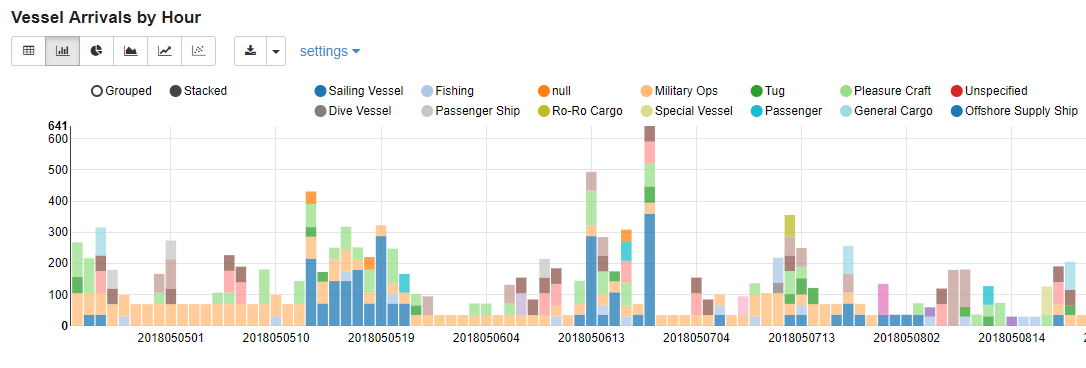 Vessel Arrivals by Hour
settings
Grouped Stacked Sailing Vessel Fishing null Military Ops Tug Pleasure Craft Unspecified
Dive Vessel Passenger Ship Ro-Ro Cargo Special Vessel Passenger General Cargo Offshore Supply Ship
641
500
400
300
200
100
0
2018050501 2018050510 2018050519 2018050604 2018050613 2018050704 2018050713 2018050802 2018050814 2